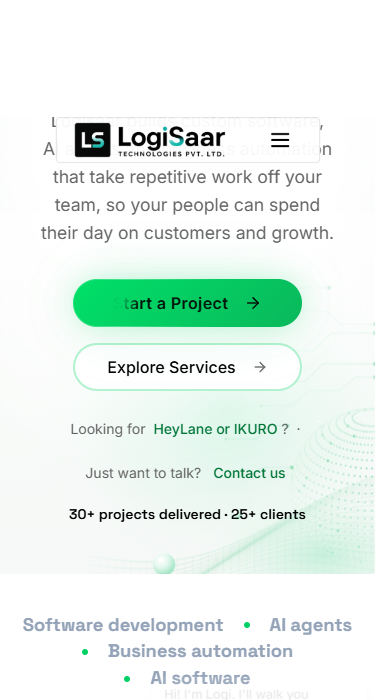 LS LogiSaar
TECHNOLOGIES PVT. LTD.
that take repetitive work off your
team, so your people can spend
their day on customers and growth.
Start a Project →
Explore Services →
Looking for HeyLane or IKURO ? ·
Just want to talk? Contact us
30+ projects delivered · 25+ clients
Software development • AI agents
• Business automation
• AI software
Hi! I'm Logi. I'll walk you